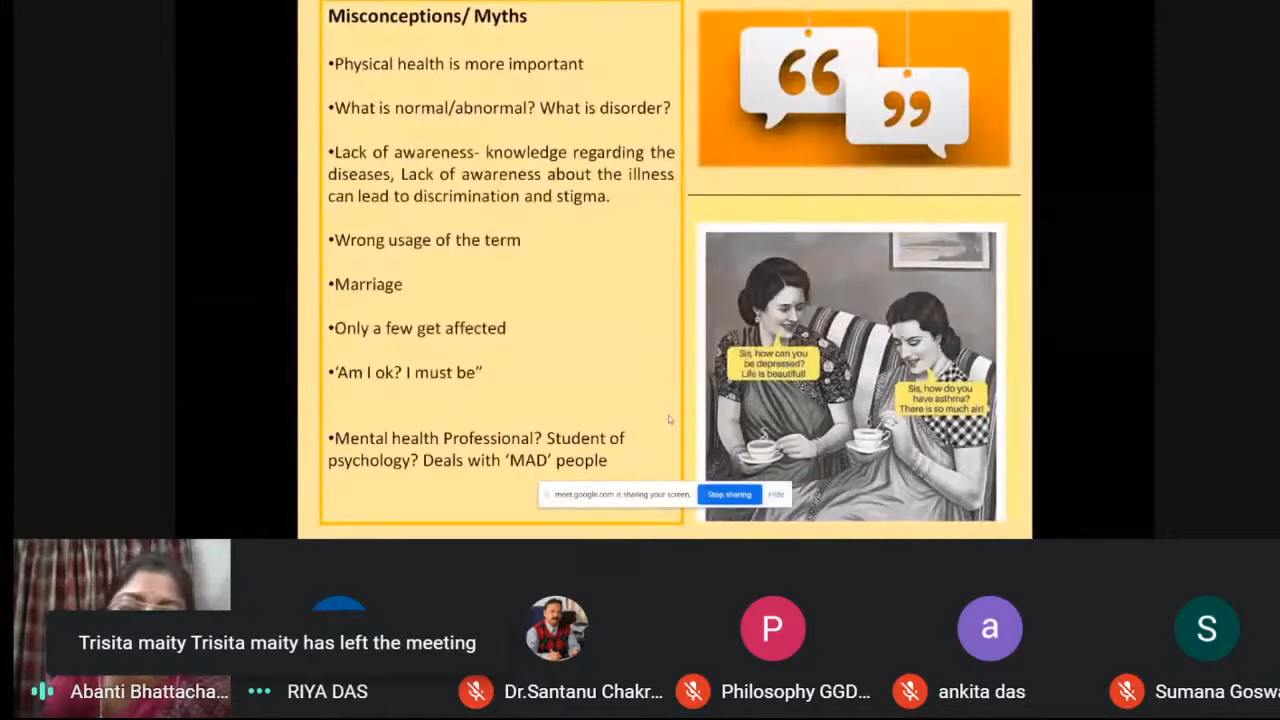 Misconceptions/ Myths
•Physical health is more important
•What is normal/abnormal? What is disorder?
•Lack of awareness- knowledge regarding the
diseases, Lack of awareness about the illness
can lead to discrimination and stigma.
•Wrong usage of the term
•Marriage
•Only a few get affected
•‘Am I ok? I must be”
•Mental health Professional? Student of
psychology? Deals with ‘MAD’ people
“
”
Sis, how can you
be depressed?
Life is beautiful!
Sis, how do you
have asthma?
There is so much air!
meet.google.com is sharing your screen.
Stop sharing
Hide
Trisita maity Trisita maity has left the meeting
P
a
S
Abanti Bhattacha...
RIYA DAS
Dr.Santanu Chakr...
Philosophy GGD...
ankita das
Sumana Gosw